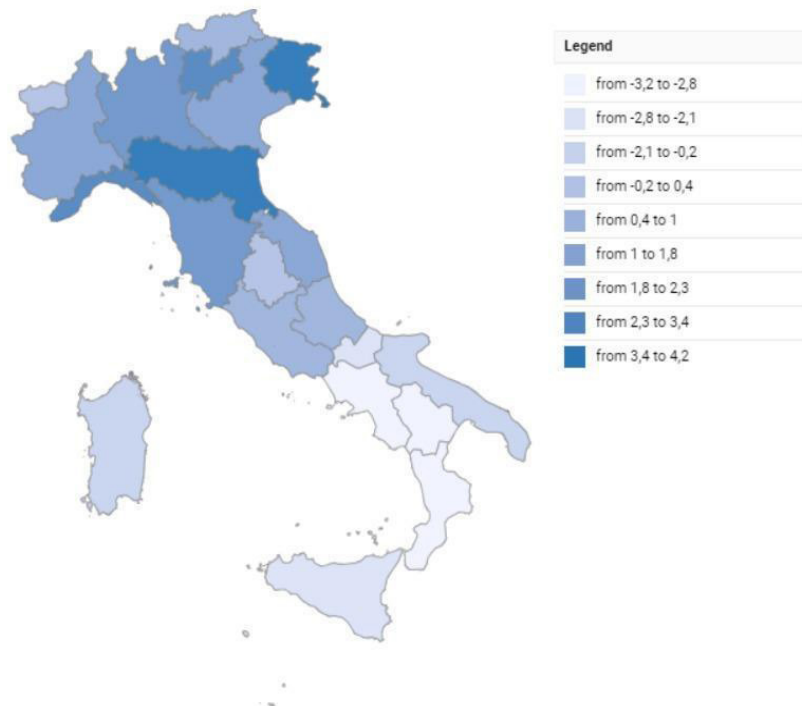 Legend
from -3,2 to -2,8
from -2,8 to -2,1
from -2,1 to -0,2
from -0,2 to 0,4
from 0,4 to 1
from 1 to 1,8
from 1,8 to 2,3
from 2,3 to 3,4
from 3,4 to 4,2